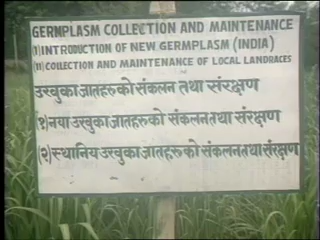 GERMPLASM COLLECTION AND MAINTENANCE
(I) INTRODUCTION OF NEW GERMPLASM (INDIA)
(II) COLLECTION AND MAINTENANCE OF LOCAL LANDRACES
उखुका जातहरुको संकलन तथा संरक्षण
(१) नया उखुका जातहरुको संकलन तथा संरक्षण
(२) स्थानिय उखुका जातहरुको संकलन तथा संरक्षण